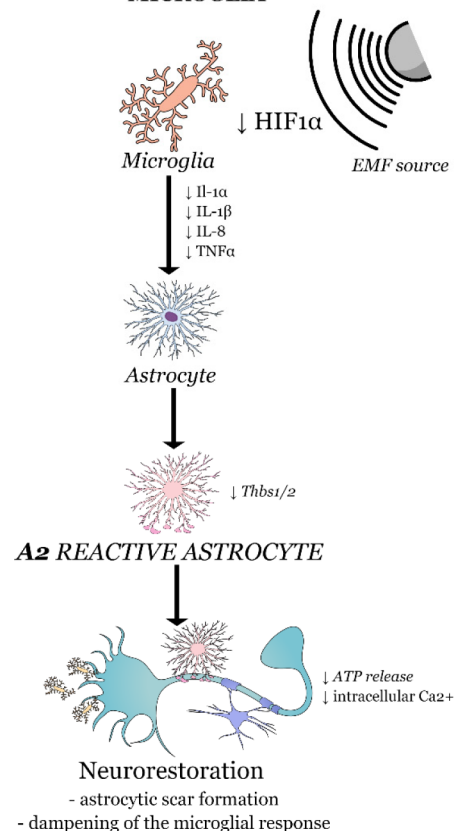 ↓ HIF1α
Microglia
EMF source
↓ Il-1α
↓ IL-1β
↓ IL-8
↓ TNFα
Astrocyte
↓ Thbs1/2
A2 REACTIVE ASTROCYTE
↓ ATP release
↓ intracellular Ca2+
Neurorestoration
- astrocytic scar formation
- dampening of the microglial response